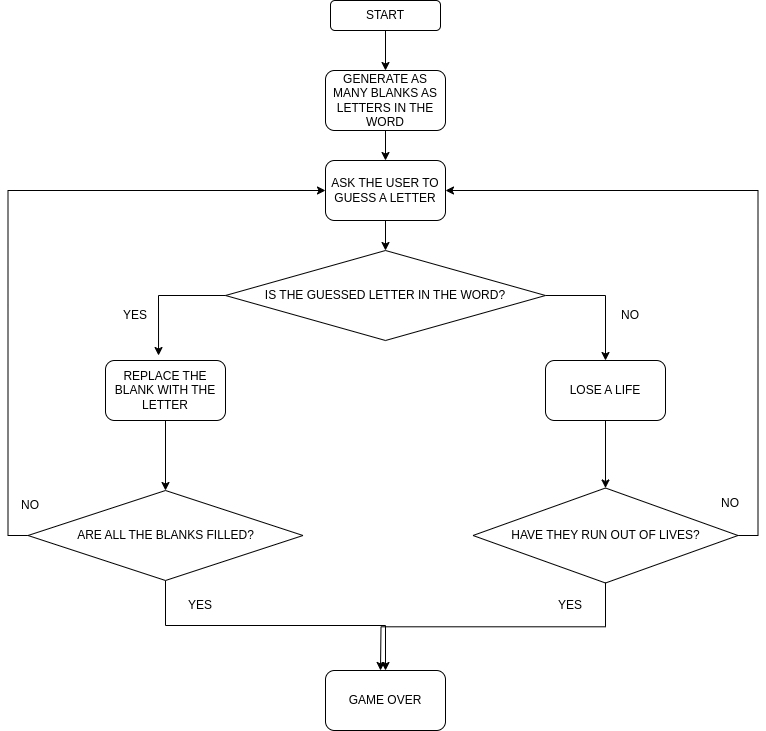 START
GENERATE AS
MANY BLANKS AS
LETTERS IN THE
WORD
ASK THE USER TO
GUESS A LETTER
IS THE GUESSED LETTER IN THE WORD?
YES
NO
REPLACE THE
BLANK WITH THE
LETTER
LOSE A LIFE
NO
NO
ARE ALL THE BLANKS FILLED?
HAVE THEY RUN OUT OF LIVES?
YES
YES
GAME OVER